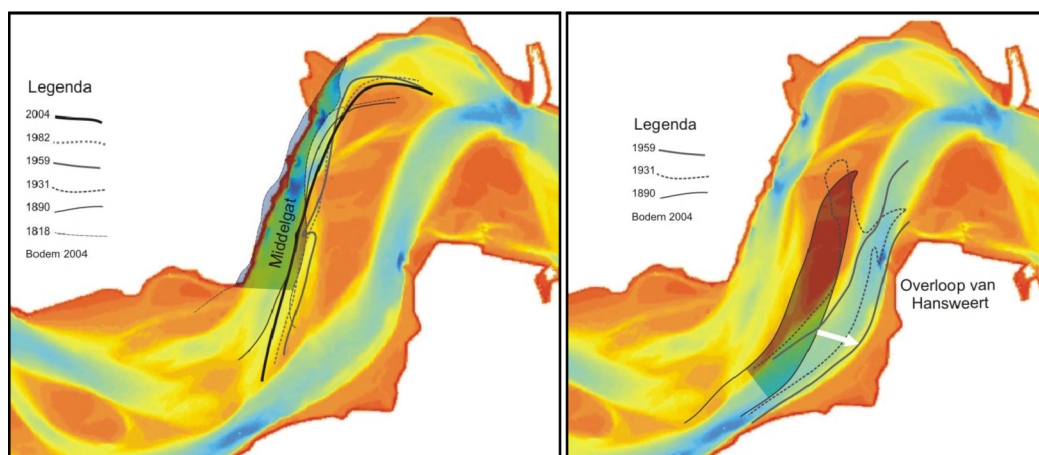 Legenda
2004
1982
1959
1931
1890
1818
Bodem 2004
Middelgat
Legenda
1959
1931
1890
Bodem 2004
Overloop van
Hansweert